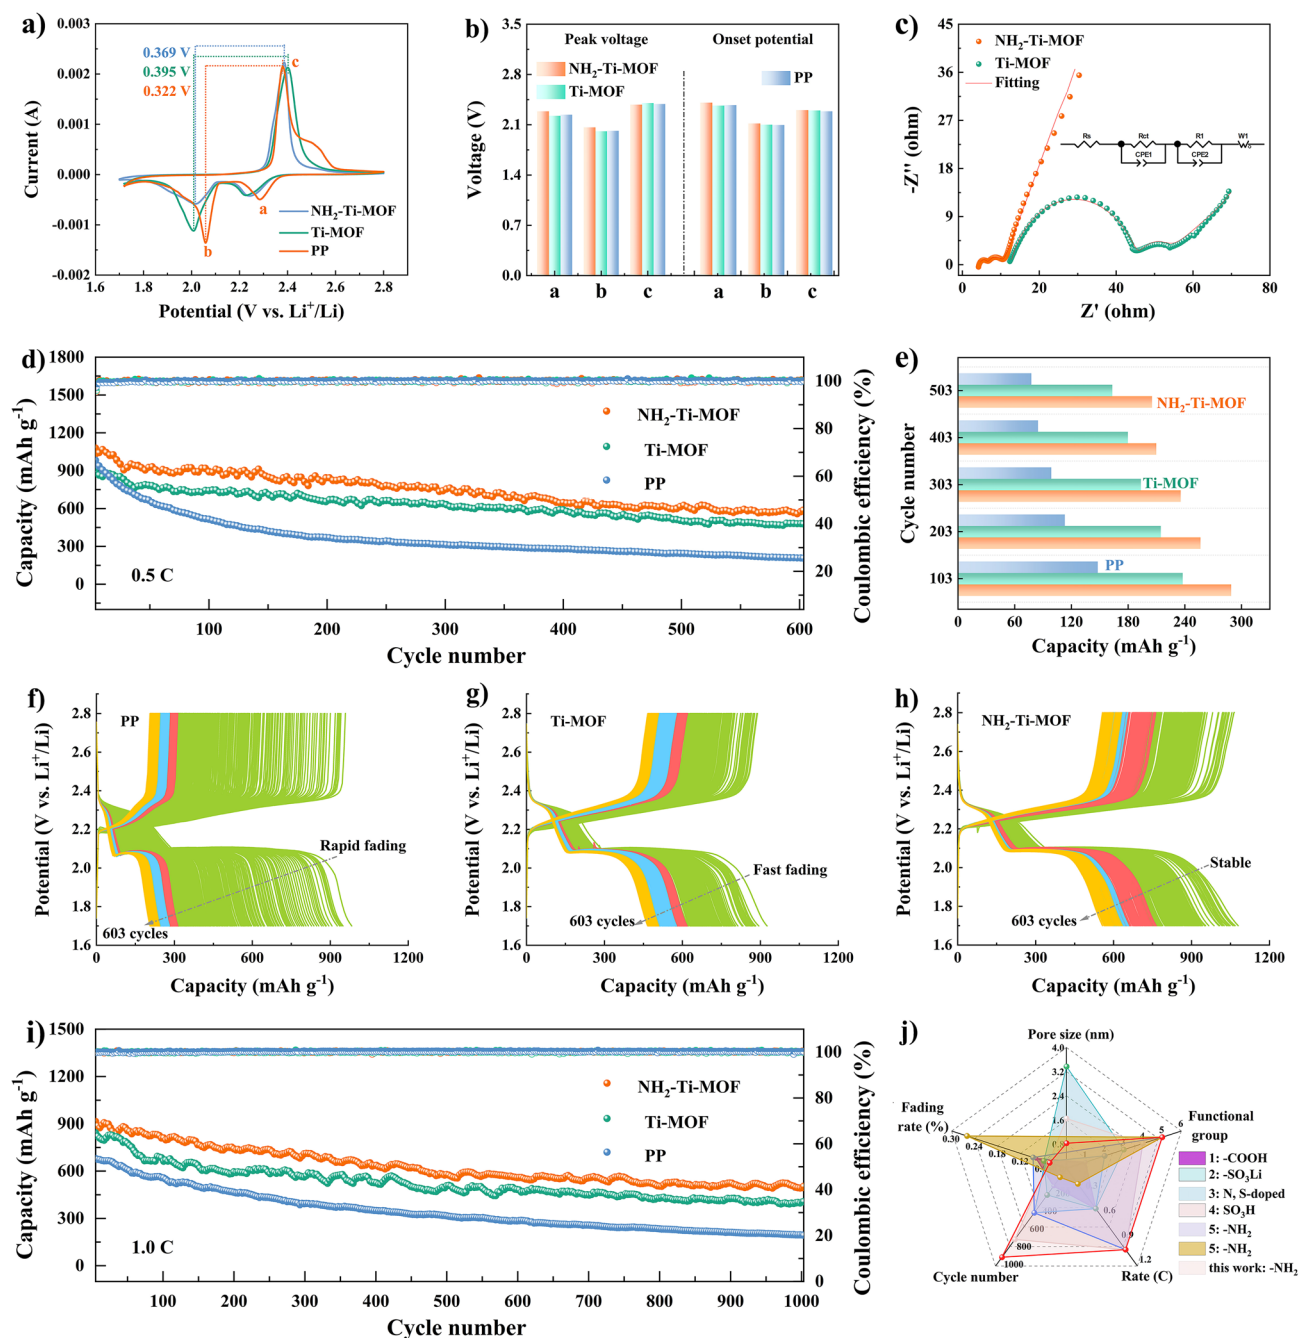 a)
0.003
0.002
0.001
0.000
-0.001
-0.002
Current (A)
0.369 V
0.395 V
0.322 V
c
a
b
NH₂-Ti-MOF
Ti-MOF
PP
1.6 1.8 2.0 2.2 2.4 2.6 2.8
Potential (V vs. Li⁺/Li)
b)
3.5
2.8
2.1
1.4
0.7
0.0
Voltage (V)
Peak voltage
Onset potential
NH₂-Ti-MOF
Ti-MOF
PP
a b c a b c
c)
45
36
27
18
9
0
-Z'' (ohm)
NH₂-Ti-MOF
Ti-MOF
Fitting
Rs Rct R1 W1
CPE1 CPE2
0 20 40 60 80
Z' (ohm)
d)
1800
1500
1200
900
600
300
0
Capacity (mAh g⁻¹)
NH₂-Ti-MOF
Ti-MOF
PP
0.5 C
100
80
60
40
20
Coulombic efficiency (%)
100 200 300 400 500 600
Cycle number
e)
503
403
303
203
103
Cycle number
NH₂-Ti-MOF
Ti-MOF
PP
0 60 120 180 240 300
Capacity (mAh g⁻¹)
f)
2.8
2.6
2.4
2.2
2.0
1.8
1.6
Potential (V vs. Li⁺/Li)
PP
Rapid fading
603 cycles
0 300 600 900 1200
Capacity (mAh g⁻¹)
g)
2.8
2.6
2.4
2.2
2.0
1.8
1.6
Potential (V vs. Li⁺/Li)
Ti-MOF
Fast fading
603 cycles
0 300 600 900 1200
Capacity (mAh g⁻¹)
h)
2.8
2.6
2.4
2.2
2.0
1.8
1.6
Potential (V vs. Li⁺/Li)
NH₂-Ti-MOF
Stable
603 cycles
0 300 600 900 1200
Capacity (mAh g⁻¹)
i)
1500
1200
900
600
300
0
Capacity (mAh g⁻¹)
NH₂-Ti-MOF
Ti-MOF
PP
1.0 C
100
80
60
40
20
0
Coulombic efficiency (%)
100 200 300 400 500 600 700 800 900 1000
Cycle number
j)
Pore size (nm)
4.0
3.2
2.4
1.6
0.8
Fading
rate (%)
0.30
0.24
0.18
0.12
Functional
group
6
5
4
Rate (C)
0.6
0.9
1.2
Cycle number
600
800
1000
1: -COOH
2: -SO₃Li
3: N, S-doped
4: SO₃H
5: -NH₂
5: -NH₂
this work: -NH₂